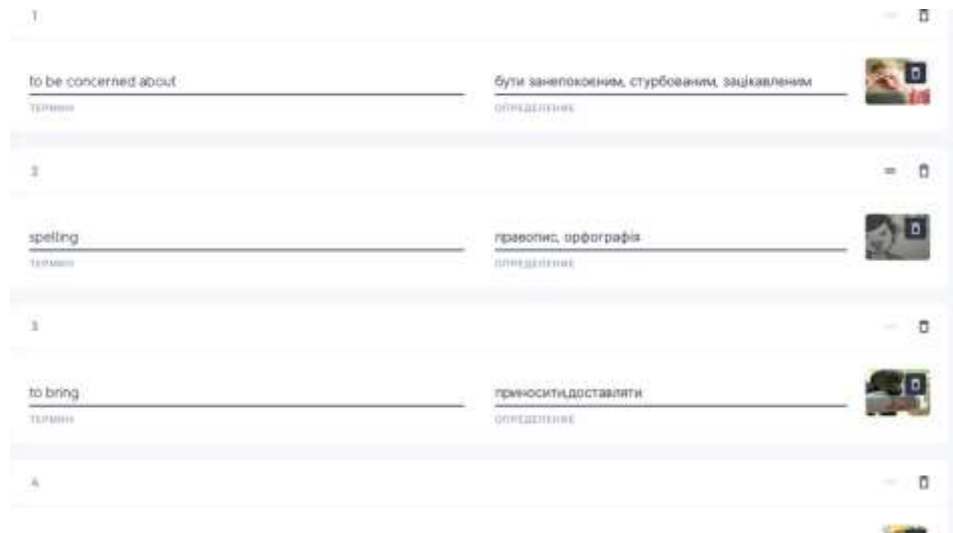 1
to be concerned about
бути занепокоєним, стурбованим, зацікавленим
ТЕРМИН
ОПРЕДЕЛЕНИЕ
2
spelling
правопис, орфографія
ТЕРМИН
ОПРЕДЕЛЕНИЕ
3
to bring
приносити,доставляти
ТЕРМИН
ОПРЕДЕЛЕНИЕ
4